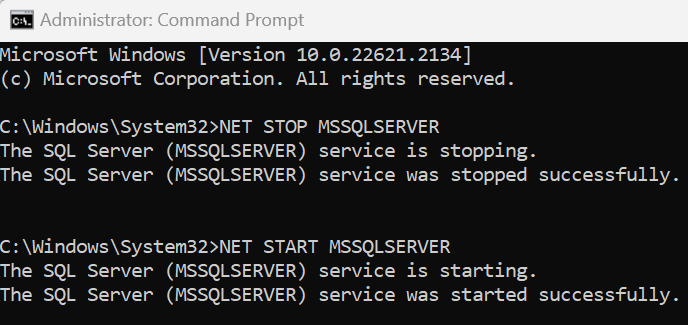 Administrator: Command Prompt
Microsoft Windows [Version 10.0.22621.2134]
(c) Microsoft Corporation. All rights reserved.
C:\Windows\System32>NET STOP MSSQLSERVER
The SQL Server (MSSQLSERVER) service is stopping.
The SQL Server (MSSQLSERVER) service was stopped successfully.
C:\Windows\System32>NET START MSSQLSERVER
The SQL Server (MSSQLSERVER) service is starting.
The SQL Server (MSSQLSERVER) service was started successfully.